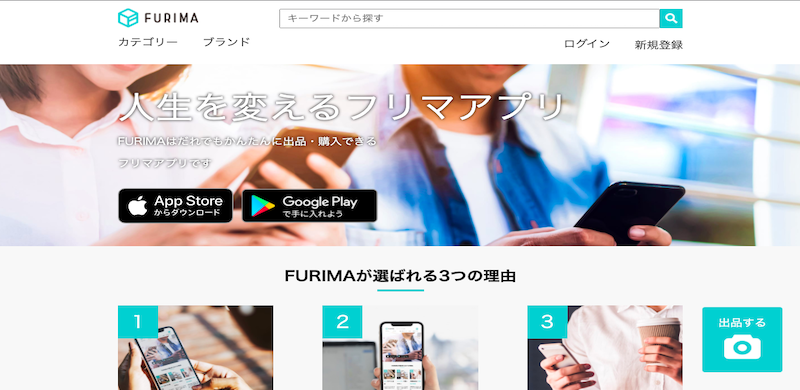 FURIMA
キーワードから探す
カテゴリー ブランド
ログイン 新規登録
人生を変えるフリマアプリ
FURIMAはだれでもかんたんに出品・購入できる
フリマアプリです
App Store
からダウンロード
Google Play
で手に入れよう
FURIMAが選ばれる3つの理由
1
2
3
出品する